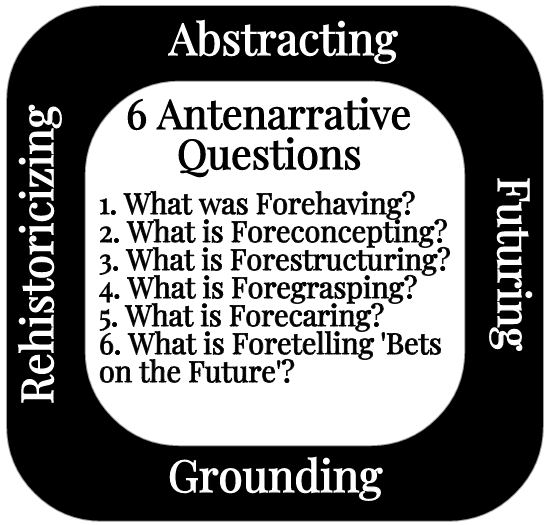 Abstracting
Rehistoricizing
6 Antenarrative
Questions
1. What was Forehaving?
2. What is Foreconcepting?
3. What is Forestructuring?
4. What is Foregrasping?
5. What is Forecaring?
6. What is Foretelling 'Bets
on the Future'?
Futuring
Grounding